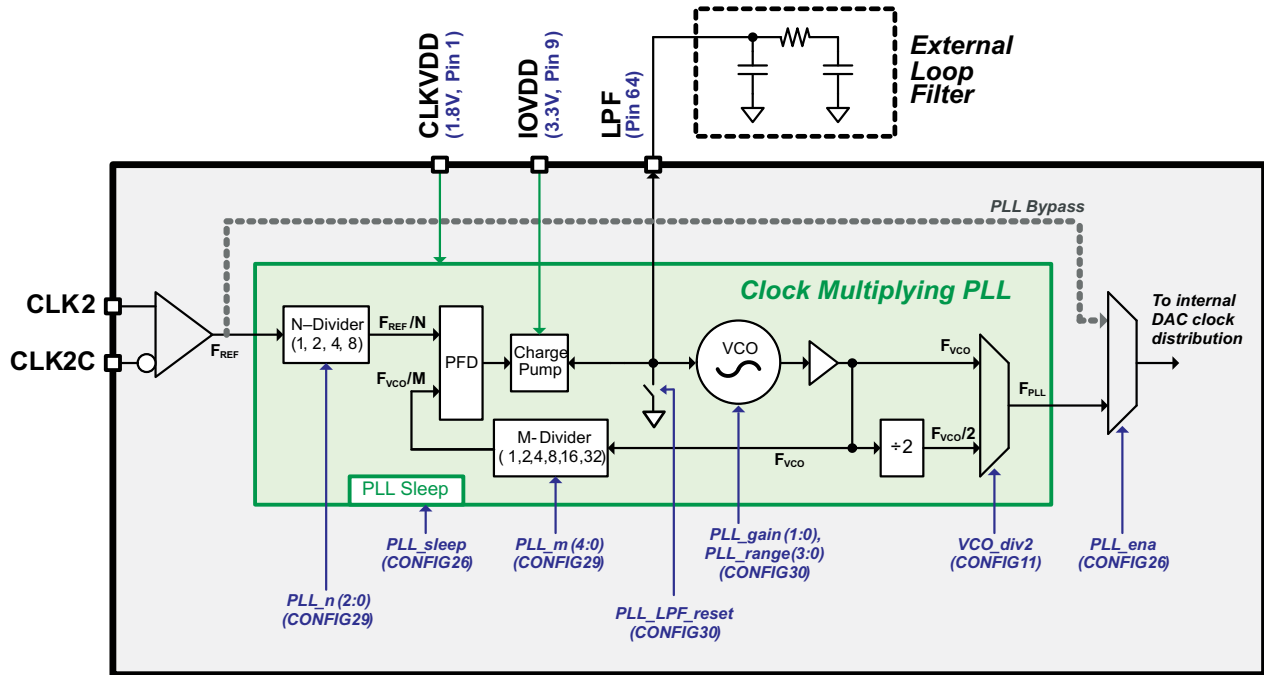 CLKVDD
(1.8V, Pin 1)
IOVDD
(3.3V, Pin 9)
LPF
(Pin 64)
External
Loop
Filter
PLL Bypass
Clock Multiplying PLL
CLK2
CLK2C
FREF
N–Divider
(1, 2, 4, 8)
FREF/N
FVCO/M
PFD
Charge
Pump
VCO
FVCO
FPLL
To internal
DAC clock
distribution
M- Divider
( 1,2,4,8,16,32)
FVCO
÷2
FVCO/2
PLL Sleep
PLL_sleep
(CONFIG26)
PLL_m (4:0)
(CONFIG29)
PLL_gain (1:0),
PLL_range(3:0)
(CONFIG30)
VCO_div2
(CONFIG11)
PLL_ena
(CONFIG26)
PLL_n (2:0)
(CONFIG29)
PLL_LPF_reset
(CONFIG30)